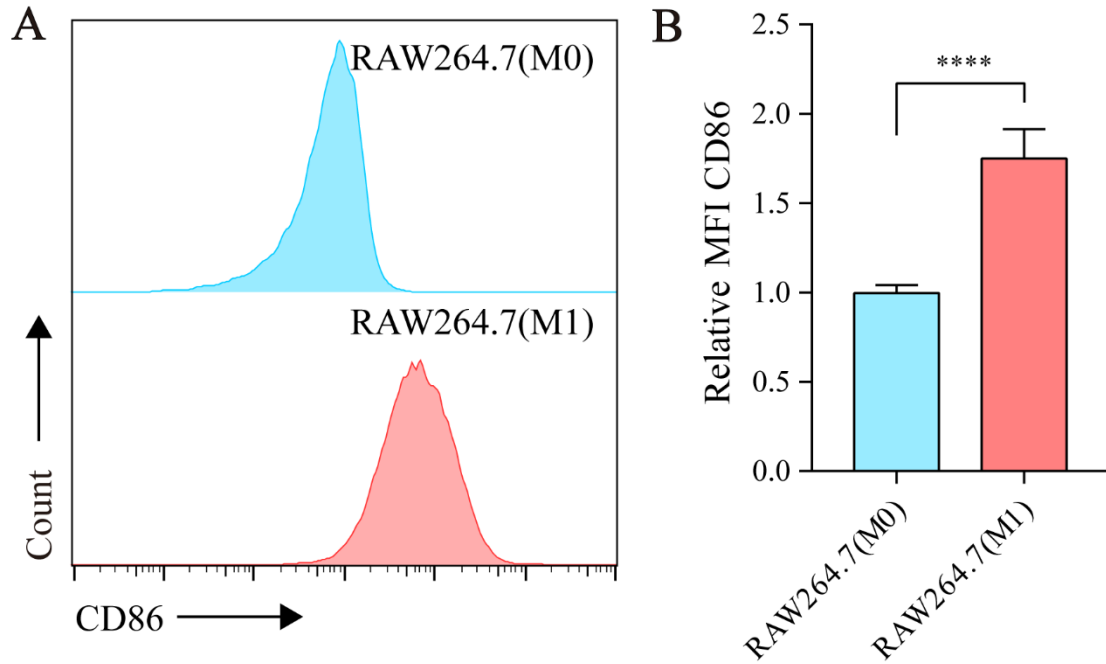 A
RAW264.7(M0)
RAW264.7(M1)
Count
CD86
B
Relative MFI CD86
2.5
2.0
1.5
1.0
0.5
0.0
****
RAW264.7(M0)
RAW264.7(M1)